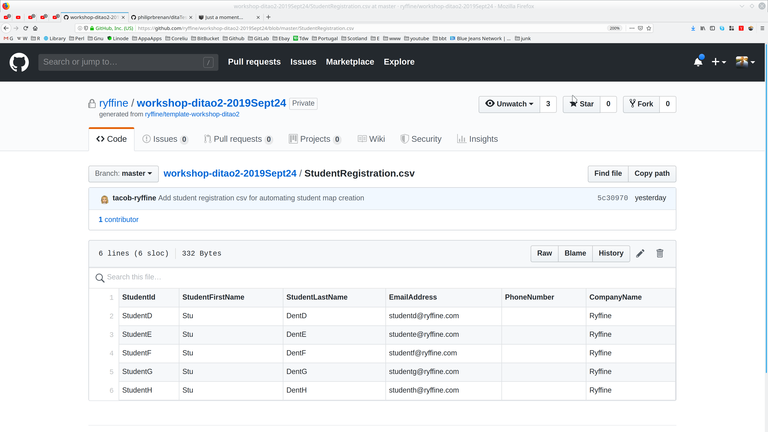 workshop-ditao2-2019Sept24/StudentRegistration.csv at master · ryffine/workshop-ditao2-2019Sept24 - Mozilla Firefox
workshop-ditao2-2
Just a moment...
GitHub, Inc. (US)
https://github.com/ryffine/workshop-ditao2-2019Sept24/blob/master/StudentRegistration.csv
200%
Library Perl Gnu Linode AppaApps Coreliu BitBucket Github GitLab Ebay Tdw Portugal Scotland E www youtube bbt Blue Jeans Network | ... junk
Search or jump to... /
Pull requests Issues Marketplace Explore
ryffine / workshop-ditao2-2019Sept24 Private
generated from ryffine/template-workshop-ditao2
Unwatch 3 Star 0 Fork 0
Code Issues 0 Pull requests 0 Projects 0 Wiki Security Insights
Branch: master workshop-ditao2-2019Sept24 / StudentRegistration.csv Find file Copy path
tacob-ryffine Add student registration csv for automating student map creation 5c30970 yesterday
1 contributor
6 lines (6 sloc) 332 Bytes Raw Blame History
Search this file...
1 StudentId StudentFirstName StudentLastName EmailAddress PhoneNumber CompanyName
2 StudentD Stu DentD studentd@ryffine.com Ryffine
3 StudentE Stu DentE studente@ryffine.com Ryffine
4 StudentF Stu DentF studentf@ryffine.com Ryffine
5 StudentG Stu DentG studentg@ryffine.com Ryffine
6 StudentH Stu DentH studenth@ryffine.com Ryffine